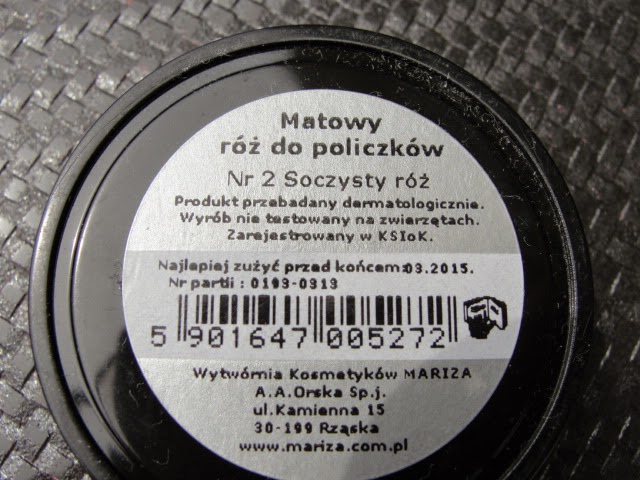 Matowy
róż do policzków
Nr 2 Soczysty róż
Produkt przebadany dermatologicznie.
Wyrób nie testowany na zwierzętach.
Zarejestrowany w KSIoK.
Najlepiej zużyć przed końcem:03.2015.
Nr partii : 0193-0313
5 901647 005272
Wytwórnia Kosmetyków MARIZA
A.A.Orska Sp.j.
ul.Kamienna 15
30-199 Rząska
www.mariza.com.pl